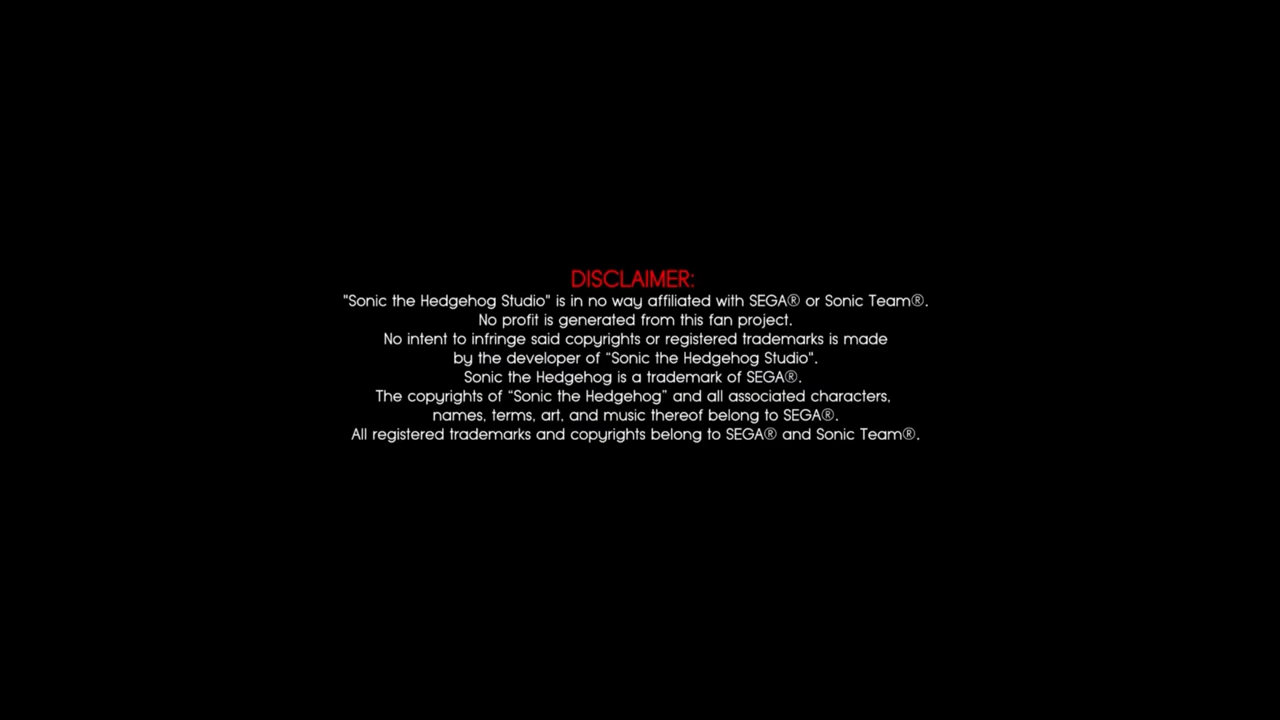 DISCLAIMER:
"Sonic the Hedgehog Studio" is in no way affiliated with SEGA® or Sonic Team®.
No profit is generated from this fan project.
No intent to infringe said copyrights or registered trademarks is made
by the developer of “Sonic the Hedgehog Studio".
Sonic the Hedgehog is a trademark of SEGA®.
The copyrights of “Sonic the Hedgehog” and all associated characters,
names, terms, art, and music thereof belong to SEGA®.
All registered trademarks and copyrights belong to SEGA® and Sonic Team®.